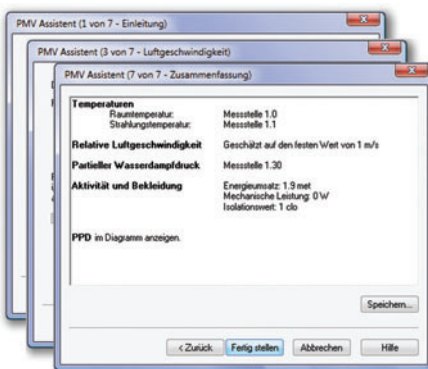 PMV Assistent (1 von 7 - Einleitung)
PMV Assistent (3 von 7 - Luftgeschwindigkeit)
PMV Assistent (7 von 7 - Zusammenfassung)
Temperaturen
Raumtemperatur: Messstelle 1.0
Strahlungstemperatur: Messstelle 1.1
Relative Luftgeschwindigkeit Geschätzt auf den festen Wert von 1 m/s
Partieller Wasserdampfdruck Messstelle 1.30
Aktivität und Bekleidung Energieumsatz: 1.9 met
Mechanische Leistung: 0 W
Isolationswert: 1 clo
PPD im Diagramm anzeigen.
Speichern...
< Zurück Fertig stellen Abbrechen Hilfe